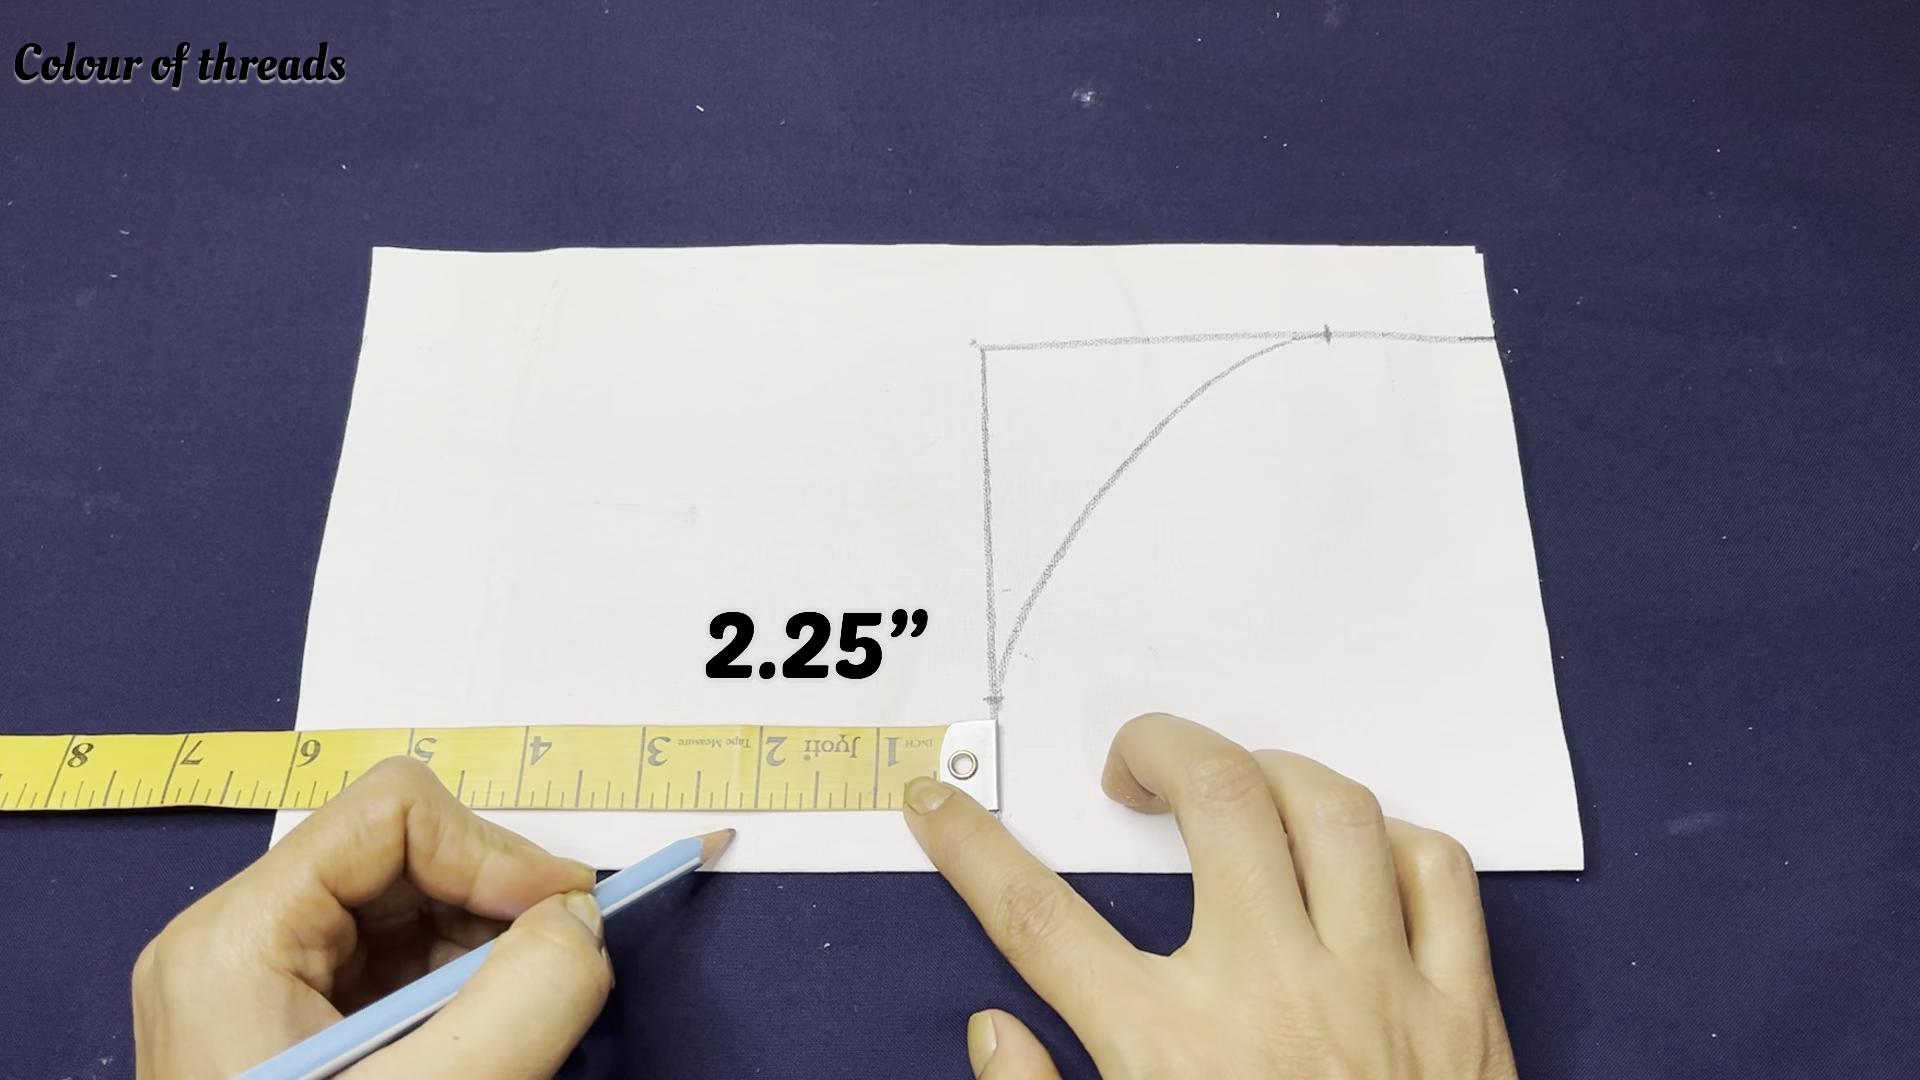 Colour of threads
2.25”
8 7 6 5 4 3 Tape Measure 2 Jyoti 1 INCH